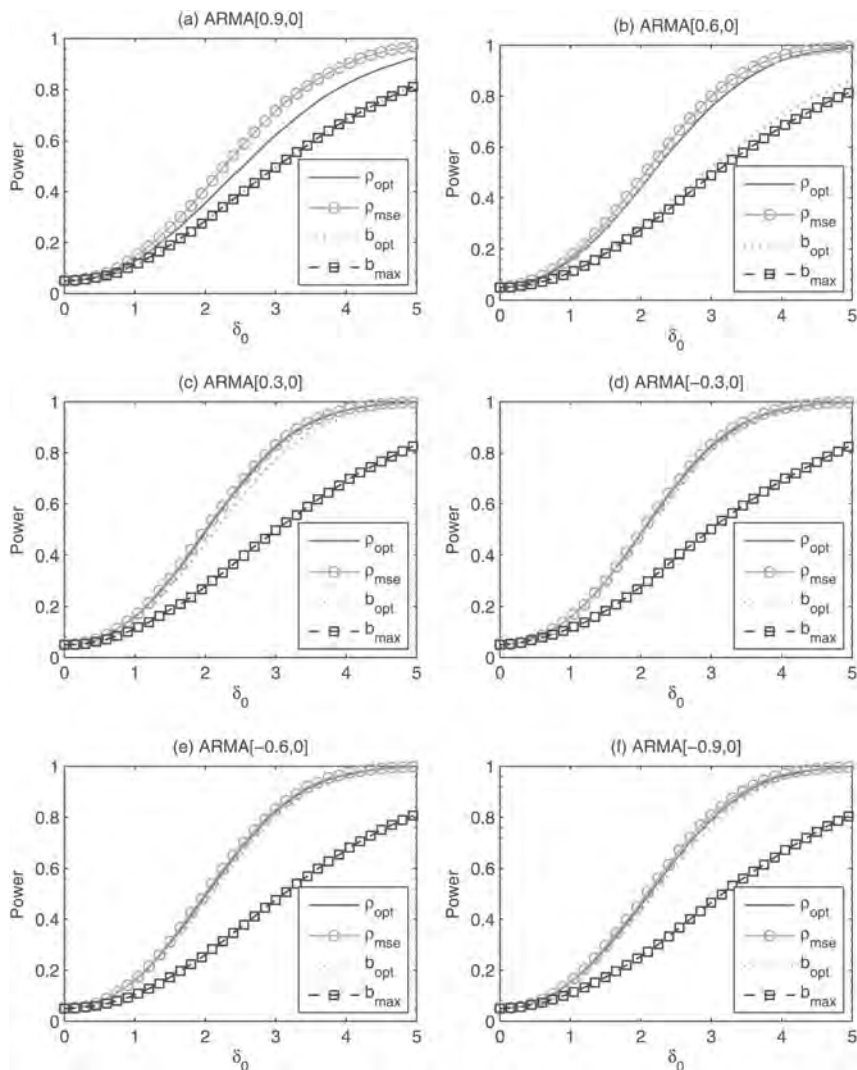 (a) ARMA[0.9,0]
1
0.8
0.6
0.4
0.2
0
Power
0 1 2 3 4 5
δ0
ρopt
ρmse
bopt
bmax
(b) ARMA[0.6,0]
1
0.8
0.6
0.4
0.2
0
Power
0 1 2 3 4 5
δ0
ρopt
ρmse
bopt
bmax
(c) ARMA[0.3,0]
1
0.8
0.6
0.4
0.2
0
Power
0 1 2 3 4 5
δ0
ρopt
ρmse
bopt
bmax
(d) ARMA[−0.3,0]
1
0.8
0.6
0.4
0.2
0
Power
0 1 2 3 4 5
δ0
ρopt
ρmse
bopt
bmax
(e) ARMA[−0.6,0]
1
0.8
0.6
0.4
0.2
0
Power
0 1 2 3 4 5
δ0
ρopt
ρmse
bopt
bmax
(f) ARMA[−0.9,0]
1
0.8
0.6
0.4
0.2
0
Power
0 1 2 3 4 5
δ0
ρopt
ρmse
bopt
bmax